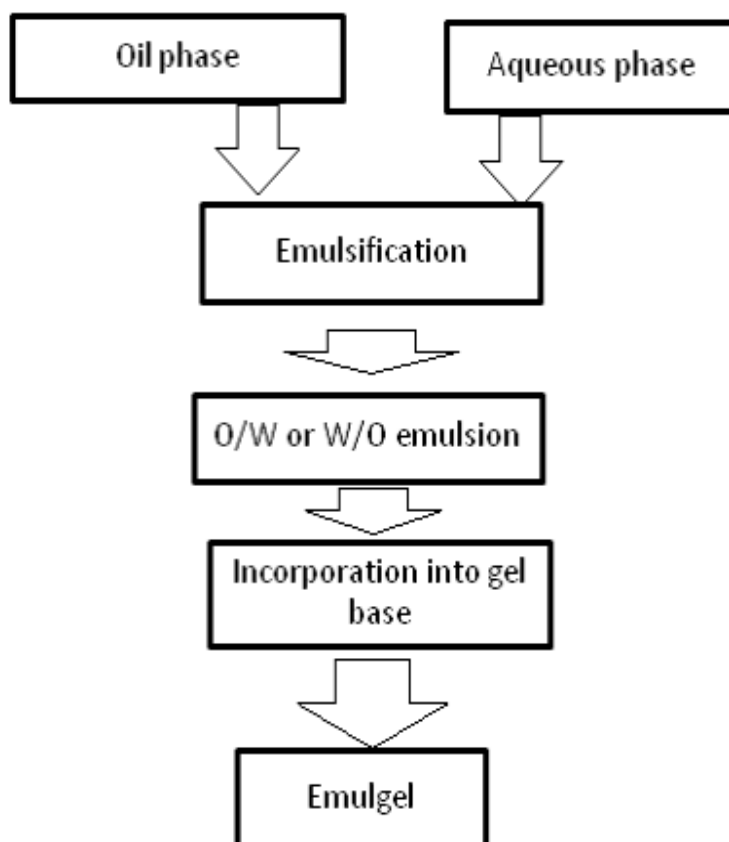 Oil phase
Aqueous phase
Emulsification
O/W or W/O emulsion
Incorporation into gel
base
Emulgel